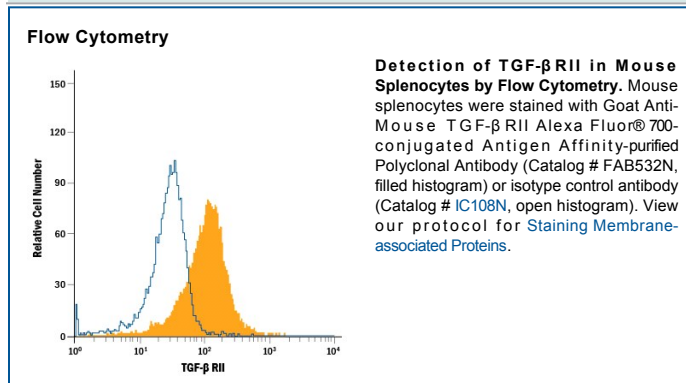 Flow Cytometry
150
120
90
60
30
0
Relative Cell Number
10⁰ 10¹ 10² 10³ 10⁴
TGF-β RII
Detection of TGF-β RII in Mouse
Splenocytes by Flow Cytometry. Mouse
splenocytes were stained with Goat Anti-
Mouse TGF-β RII Alexa Fluor® 700-
conjugated Antigen Affinity-purified
Polyclonal Antibody (Catalog # FAB532N,
filled histogram) or isotype control antibody
(Catalog # IC108N, open histogram). View
our protocol for Staining Membrane-
associated Proteins.